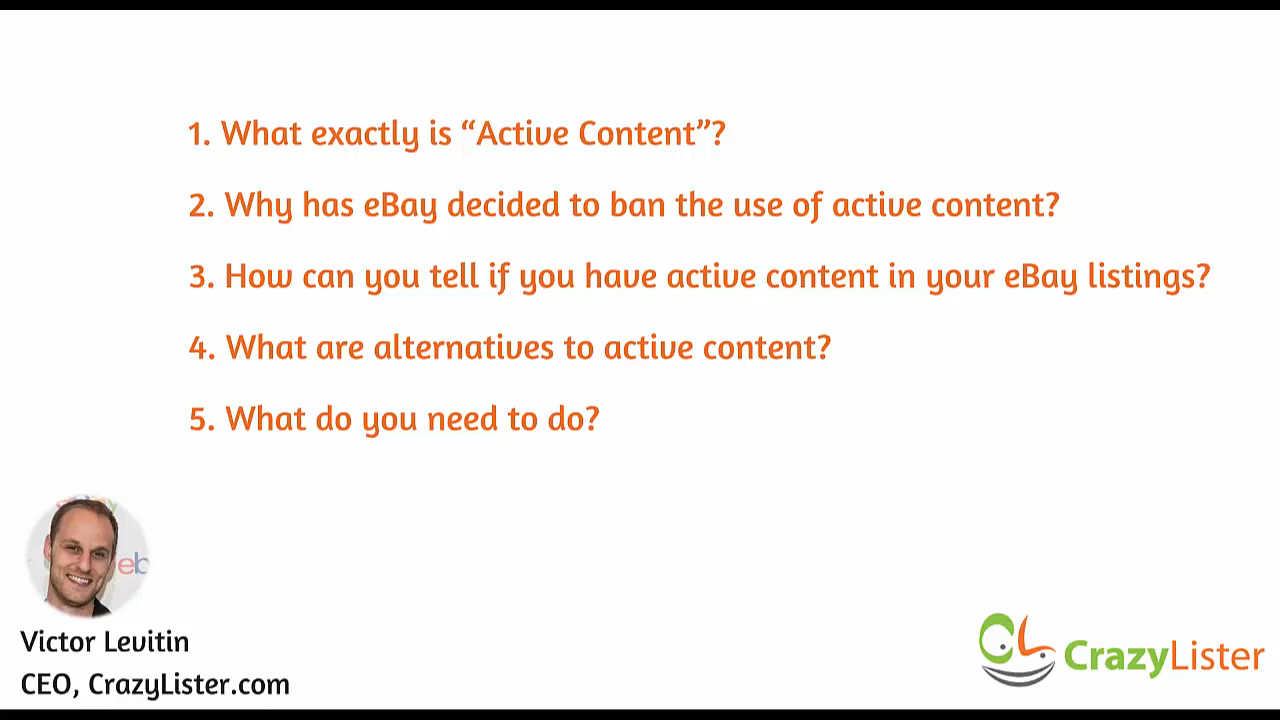 1. What exactly is “Active Content”?
2. Why has eBay decided to ban the use of active content?
3. How can you tell if you have active content in your eBay listings?
4. What are alternatives to active content?
5. What do you need to do?
eb
Victor Levitin
CEO, CrazyLister.com
CL
CrazyLister